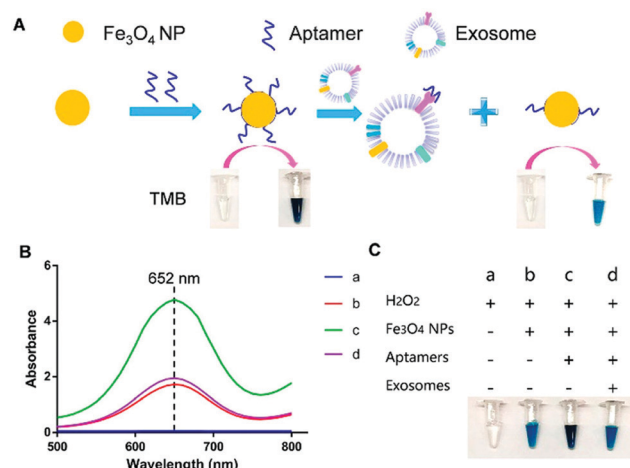 A
Fe3O4 NP Aptamer Exosome
TMB
B
652 nm
6
4
2
0
500 600 700 800
Absorbance
Wavelength (nm)
a
b
c
d
C
a b c d
H2O2 + + + +
Fe3O4 NPs - + + +
Aptamers - - + +
Exosomes - - - +